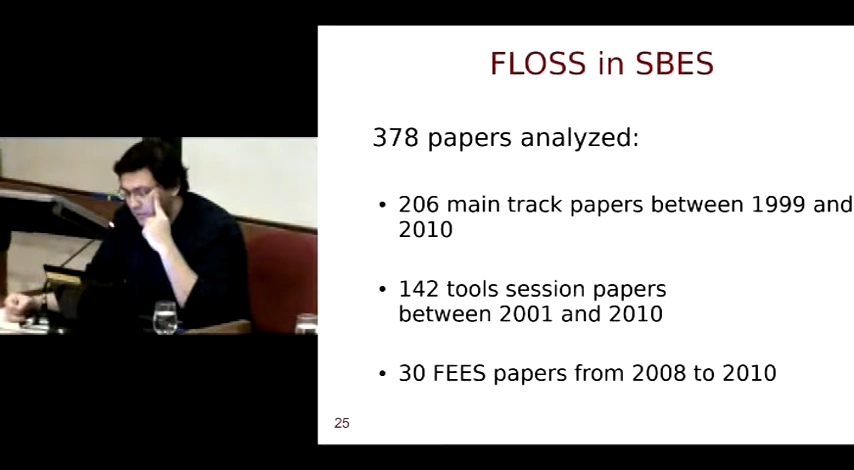 FLOSS in SBES
378 papers analyzed:
• 206 main track papers between 1999 and
2010
• 142 tools session papers
between 2001 and 2010
• 30 FEES papers from 2008 to 2010
25